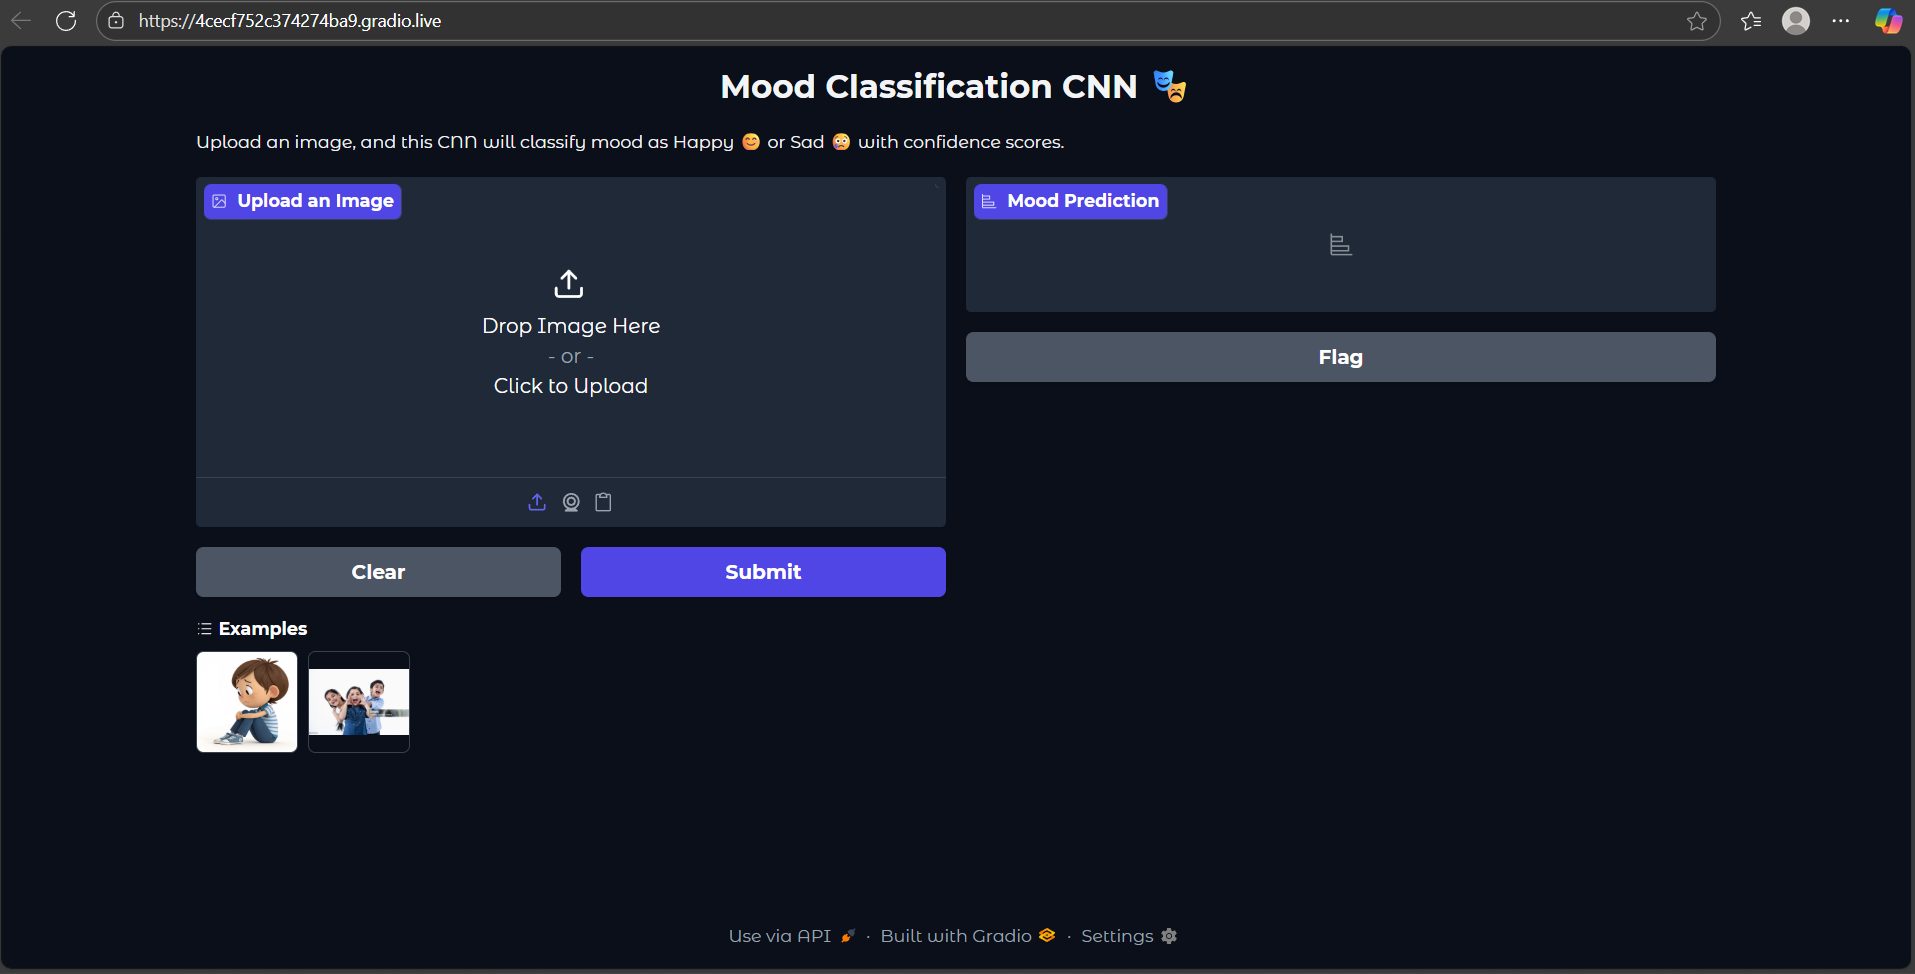 https://4cecf752c374274ba9.gradio.live
Mood Classification CNN 🎭
Upload an image, and this CNN will classify mood as Happy 😊 or Sad 😢 with confidence scores.
Upload an Image
Drop Image Here
- or -
Click to Upload
Mood Prediction
Flag
Clear
Submit
Examples
Use via API 🚀 · Built with Gradio · Settings ⚙️